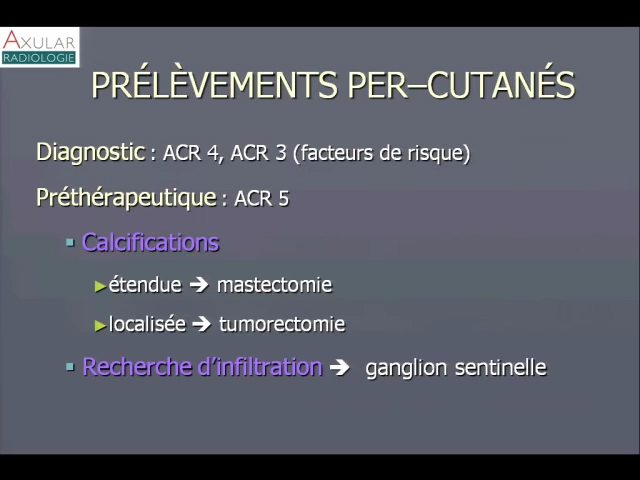 AXULAR
RADIOLOGIE
PRÉLÈVEMENTS PER–CUTANÉS
Diagnostic : ACR 4, ACR 3 (facteurs de risque)
Préthérapeutique : ACR 5
▪ Calcifications
►étendue ➔ mastectomie
►localisée ➔ tumorectomie
▪ Recherche d’infiltration ➔ ganglion sentinelle